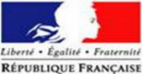 Liberté • Égalité • Fraternité
RÉPUBLIQUE FRANÇAISE